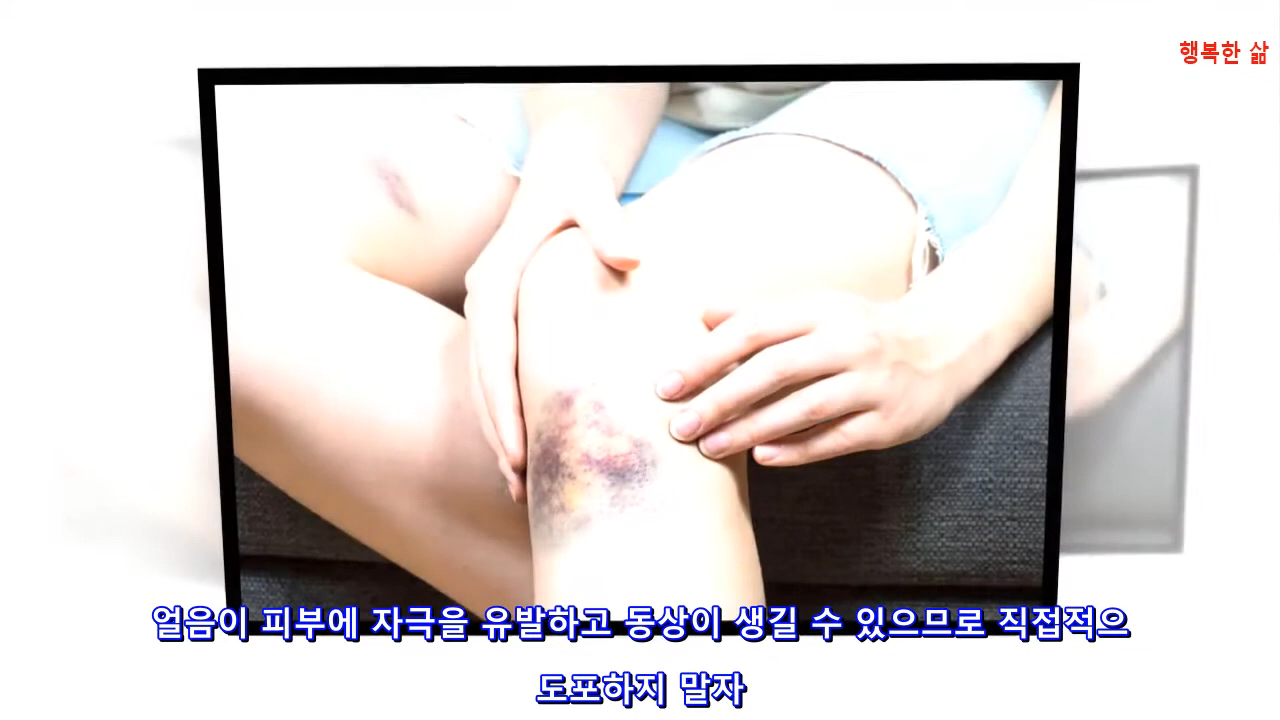 행복한 삶
얼음이 피부에 자극을 유발하고 동상이 생길 수 있으므로 직접적으
도포하지 말자